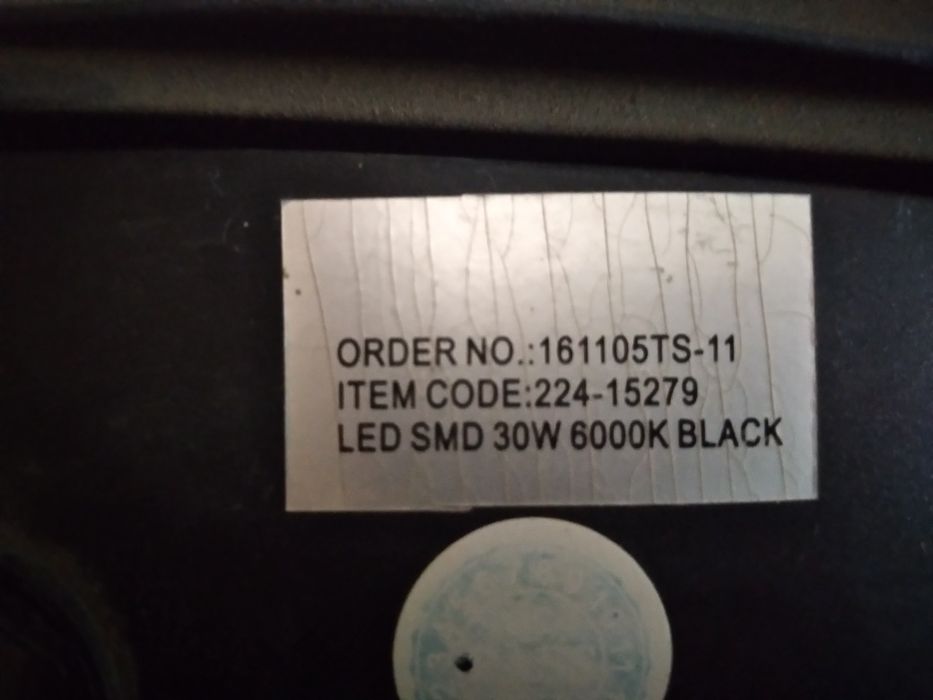 ORDER NO.:161105TS-11
ITEM CODE:224-15279
LED SMD 30W 6000K BLACK